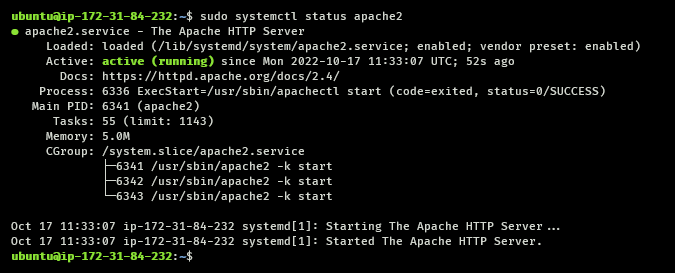 ubuntu@ip-172-31-84-232:~$ sudo systemctl status apache2
● apache2.service - The Apache HTTP Server
     Loaded: loaded (/lib/systemd/system/apache2.service; enabled; vendor preset: enabled)
     Active: active (running) since Mon 2022-10-17 11:33:07 UTC; 52s ago
       Docs: https://httpd.apache.org/docs/2.4/
    Process: 6336 ExecStart=/usr/sbin/apachectl start (code=exited, status=0/SUCCESS)
   Main PID: 6341 (apache2)
      Tasks: 55 (limit: 1143)
     Memory: 5.0M
     CGroup: /system.slice/apache2.service
             ├─6341 /usr/sbin/apache2 -k start
             ├─6342 /usr/sbin/apache2 -k start
             └─6343 /usr/sbin/apache2 -k start

Oct 17 11:33:07 ip-172-31-84-232 systemd[1]: Starting The Apache HTTP Server...
Oct 17 11:33:07 ip-172-31-84-232 systemd[1]: Started The Apache HTTP Server.
ubuntu@ip-172-31-84-232:~$